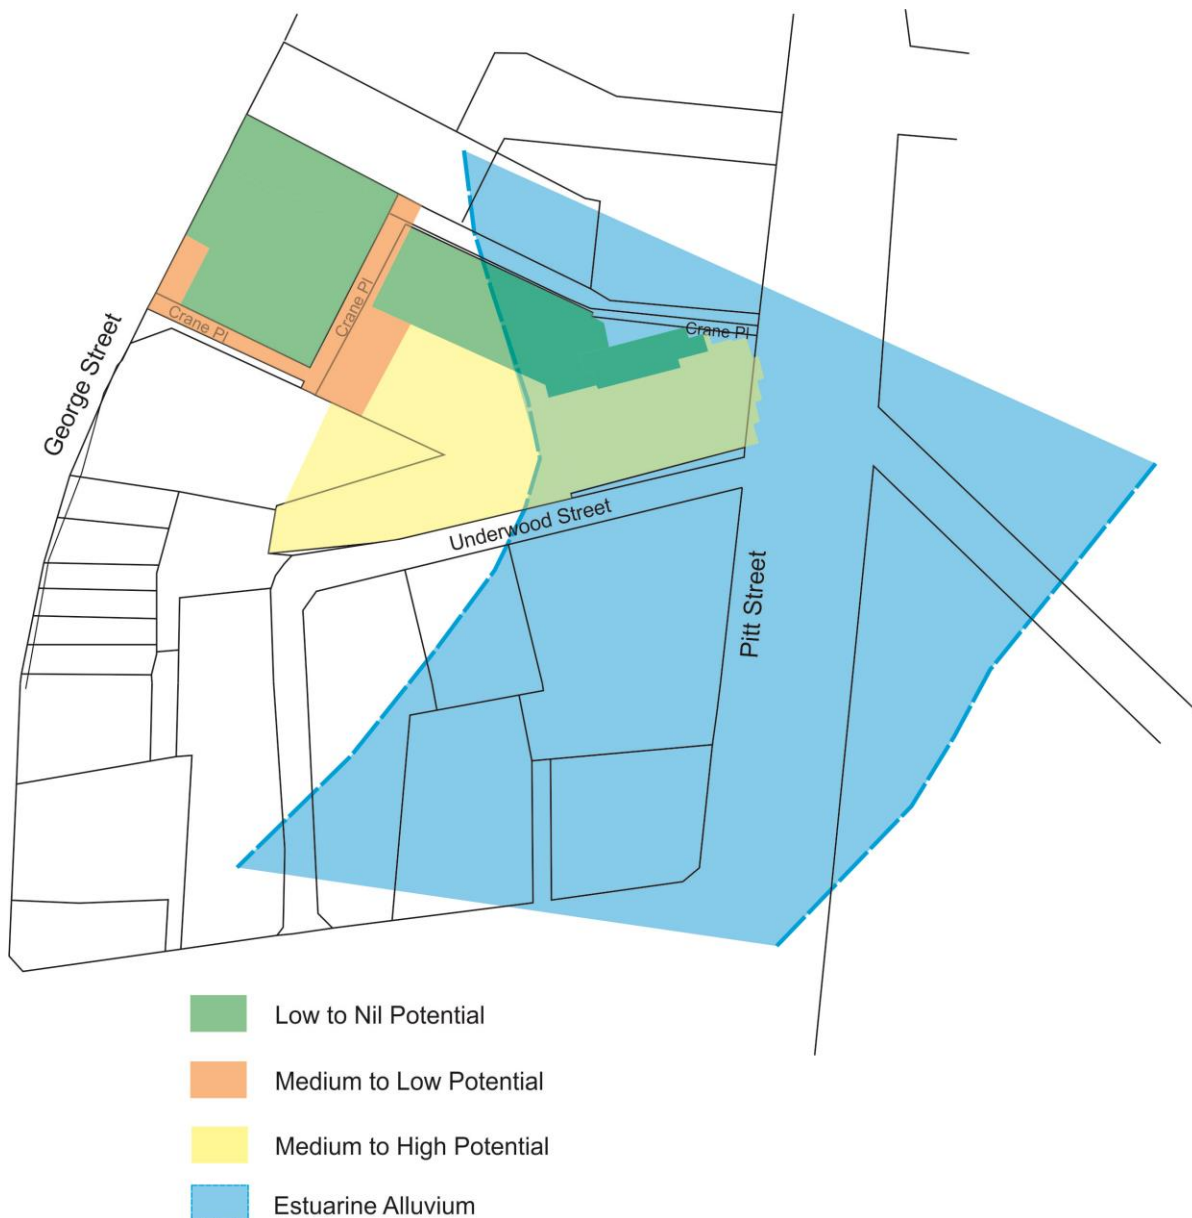 Crane Pl
Crane Pl
Crane Pl
George Street
Underwood Street
Pitt Street
Low to Nil Potential
Medium to Low Potential
Medium to High Potential
Estuarine Alluvium